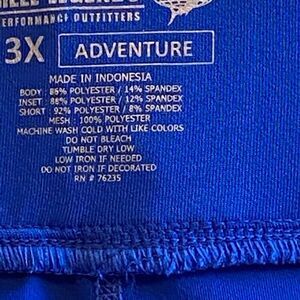 PERFORMANCE OUTFITTERS
3X ADVENTURE
MADE IN INDONESIA
BODY : 86% POLYESTER / 14% SPANDEX
INSET : 88% POLYESTER / 12% SPANDEX
SHORT : 92% POLYESTER / 8% SPANDEX
MESH : 100% POLYESTER
MACHINE WASH COLD WITH LIKE COLORS
DO NOT BLEACH
TUMBLE DRY LOW
LOW IRON IF NEEDED
DO NOT IRON IF DECORATED
RN # 76235